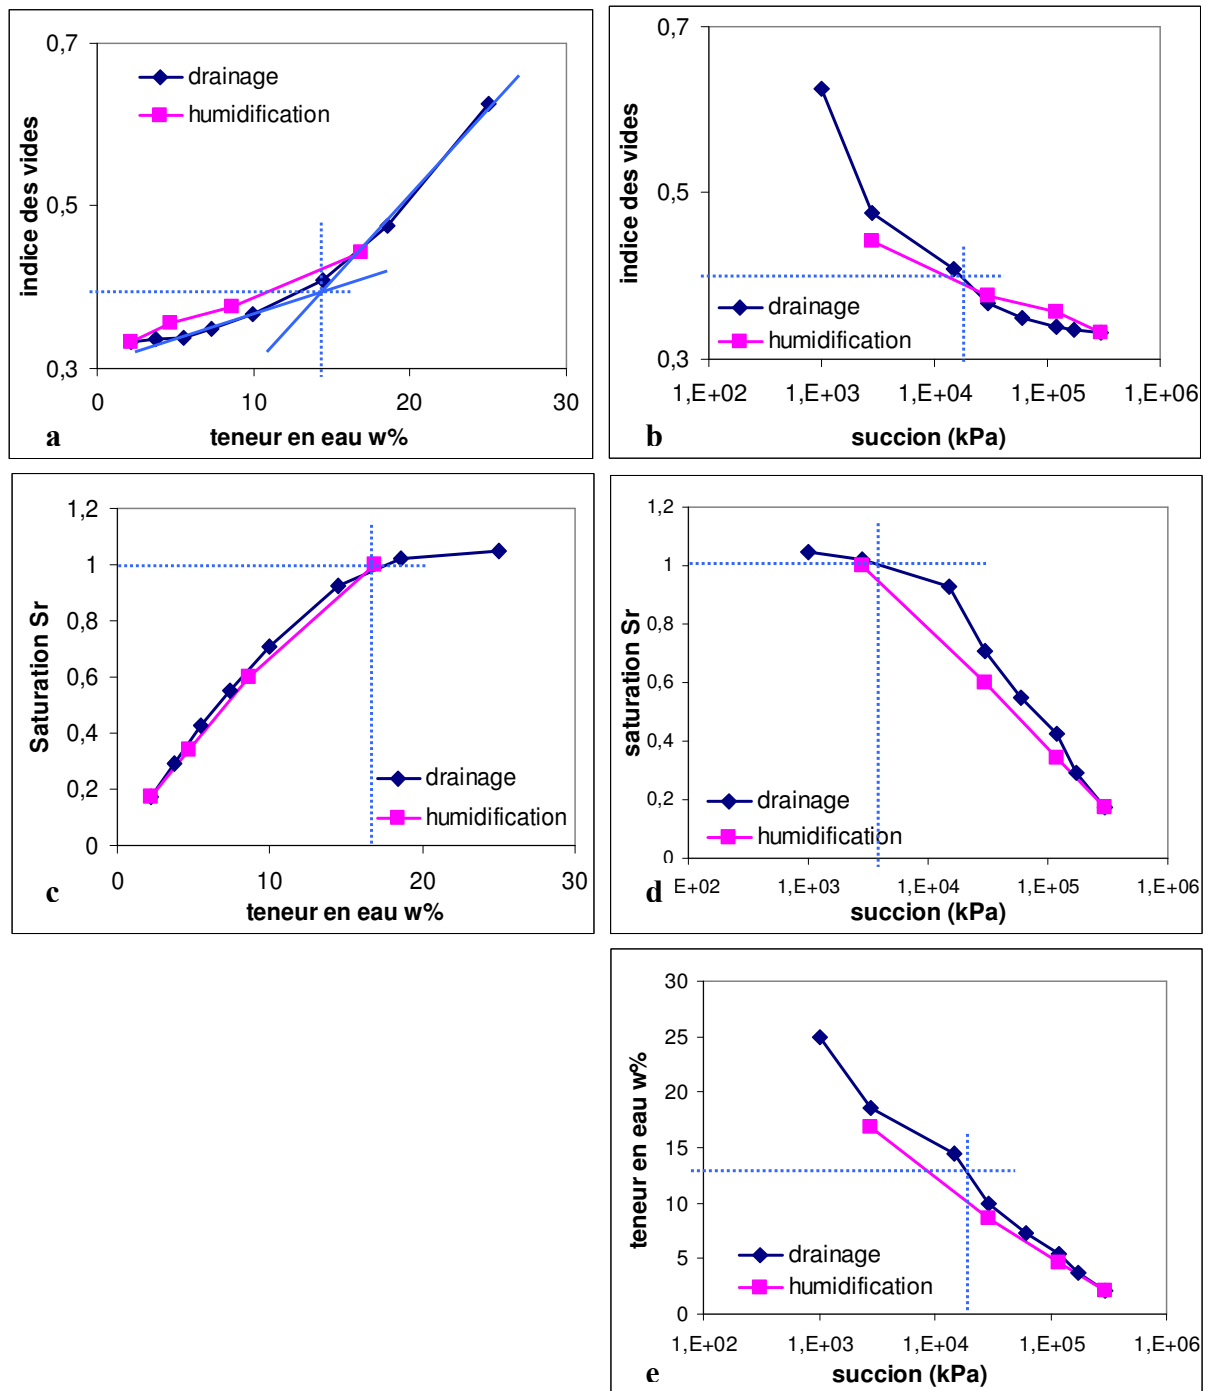 0,7
0,5
0,3
indice des vides
drainage
humidification
0
10
20
30
a
teneur en eau w%
0,7
0,5
0,3
indice des vides
drainage
humidification
1,E+02
1,E+03
1,E+04
1,E+05
1,E+06
b
succion (kPa)
1,2
1
0,8
0,6
0,4
0,2
0
Saturation Sr
drainage
humidification
0
10
20
30
c
teneur en eau w%
1,2
1
0,8
0,6
0,4
0,2
0
saturation Sr
drainage
humidification
E+02
1,E+03
1,E+04
1,E+05
1,E+06
d
succion (kPa)
30
25
20
15
10
5
0
teneur en eau w%
drainage
humidification
1,E+02
1,E+03
1,E+04
1,E+05
1,E+06
e
succion (kPa)